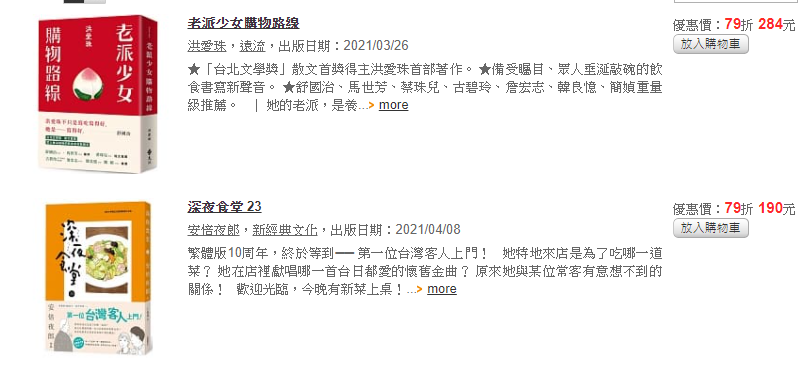 老派少女購物路線
優惠價：79折 284元
洪愛珠，遠流，出版日期：2021/03/26
放入購物車
★「台北文學獎」散文首獎得主洪愛珠首部著作。 ★備受矚目、眾人垂涎敲碗的飲
食書寫新聲音。 ★舒國治、馬世芳、蔡珠兒、古碧玲、詹宏志、韓良憶、簡媜重量
級推薦。 ｜ 她的老派，是養...> more
老派少女
購物路線
洪愛珠
深夜食堂 23
優惠價：79折 190元
安倍夜郎，新經典文化，出版日期：2021/04/08
放入購物車
繁體版10周年，終於等到── 第一位台灣客人上門！ 她特地來店是為了吃哪一道
菜？ 她在店裡獻唱哪一首台日都愛的懷舊金曲？ 原來她與某位常客有意想不到的
關係！ 歡迎光臨，今晚有新菜上桌！...> more
深夜食堂
第一位台灣客人上門！
安倍夜郎